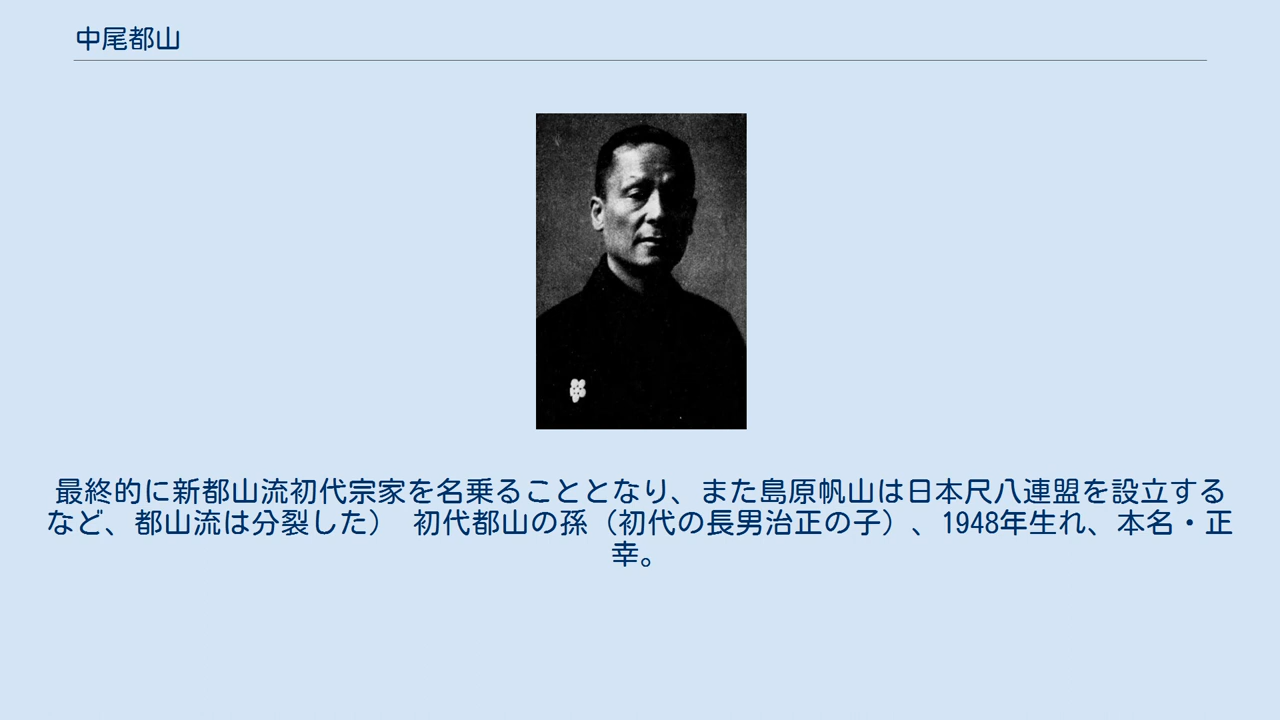 中尾都山
最終的に新都山流初代宗家を名乗ることとなり、また島原帆山は日本尺八連盟を設立する
など、都山流は分裂した） 初代都山の孫（初代の長男治正の子）、1948年生れ、本名・正
幸。